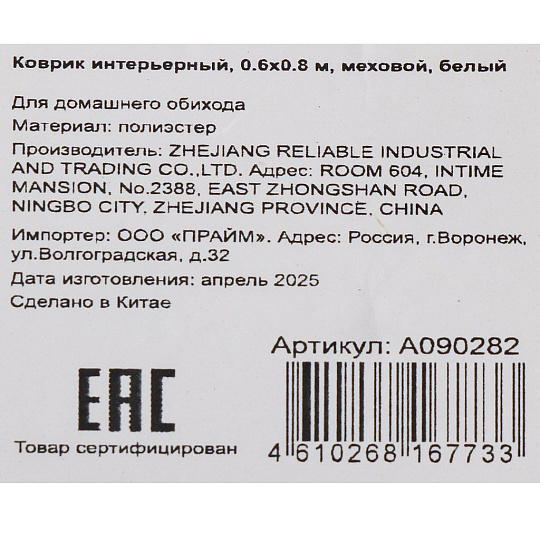 Коврик интерьерный, 0.6х0.8 м, меховой, белый
Для домашнего обихода
Материал: полиэстер
Производитель: ZHEJIANG RELIABLE INDUSTRIAL
AND TRADING CO.,LTD. Адрес: ROOM 604, INTIME
MANSION, No.2388, EAST ZHONGSHAN ROAD,
NINGBO CITY, ZHEJIANG PROVINCE, CHINA
Импортер: ООО «ПРАЙМ». Адрес: Россия, г.Воронеж,
ул.Волгоградская, д.32
Дата изготовления: апрель 2025
Сделано в Китае
Артикул: А090282
EAC
Товар сертифицирован
4 610268 167733